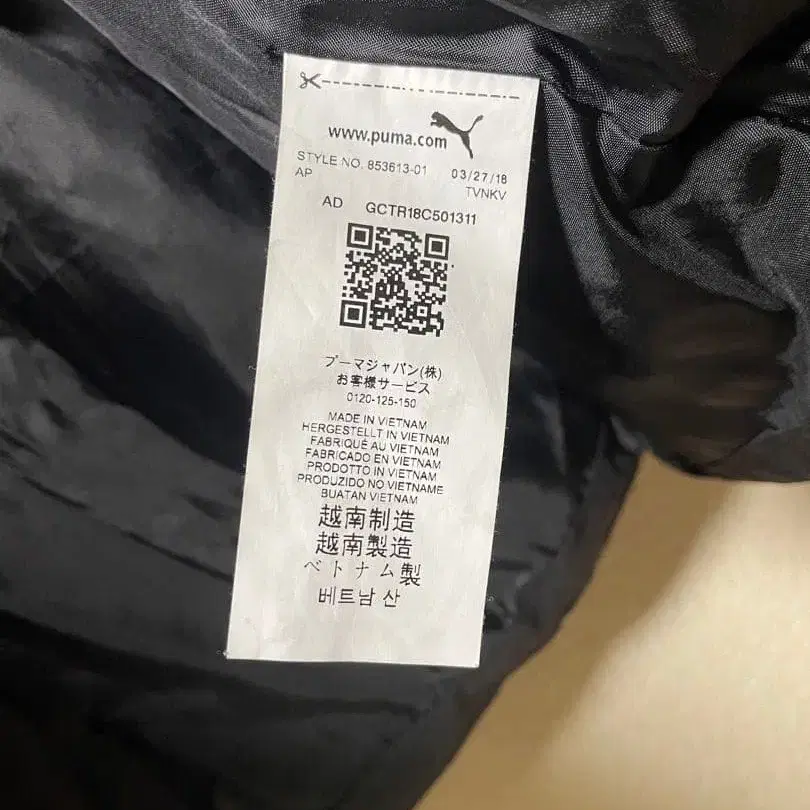 www.puma.com
STYLE NO. 853613-01 03/27/18
AP TVNKV
AD GCTR18C501311
プーマジャパン(株)
お客様サービス
0120-125-150
MADE IN VIETNAM
HERGESTELLT IN VIETNAM
FABRIQUÉ AU VIETNAM
FABRICADO EN VIETNAM
PRODOTTO IN VIETNAM
PRODUZIDO NO VIETNAME
BUATAN VIETNAM
越南制造
越南製造
ベトナム製
베트남 산